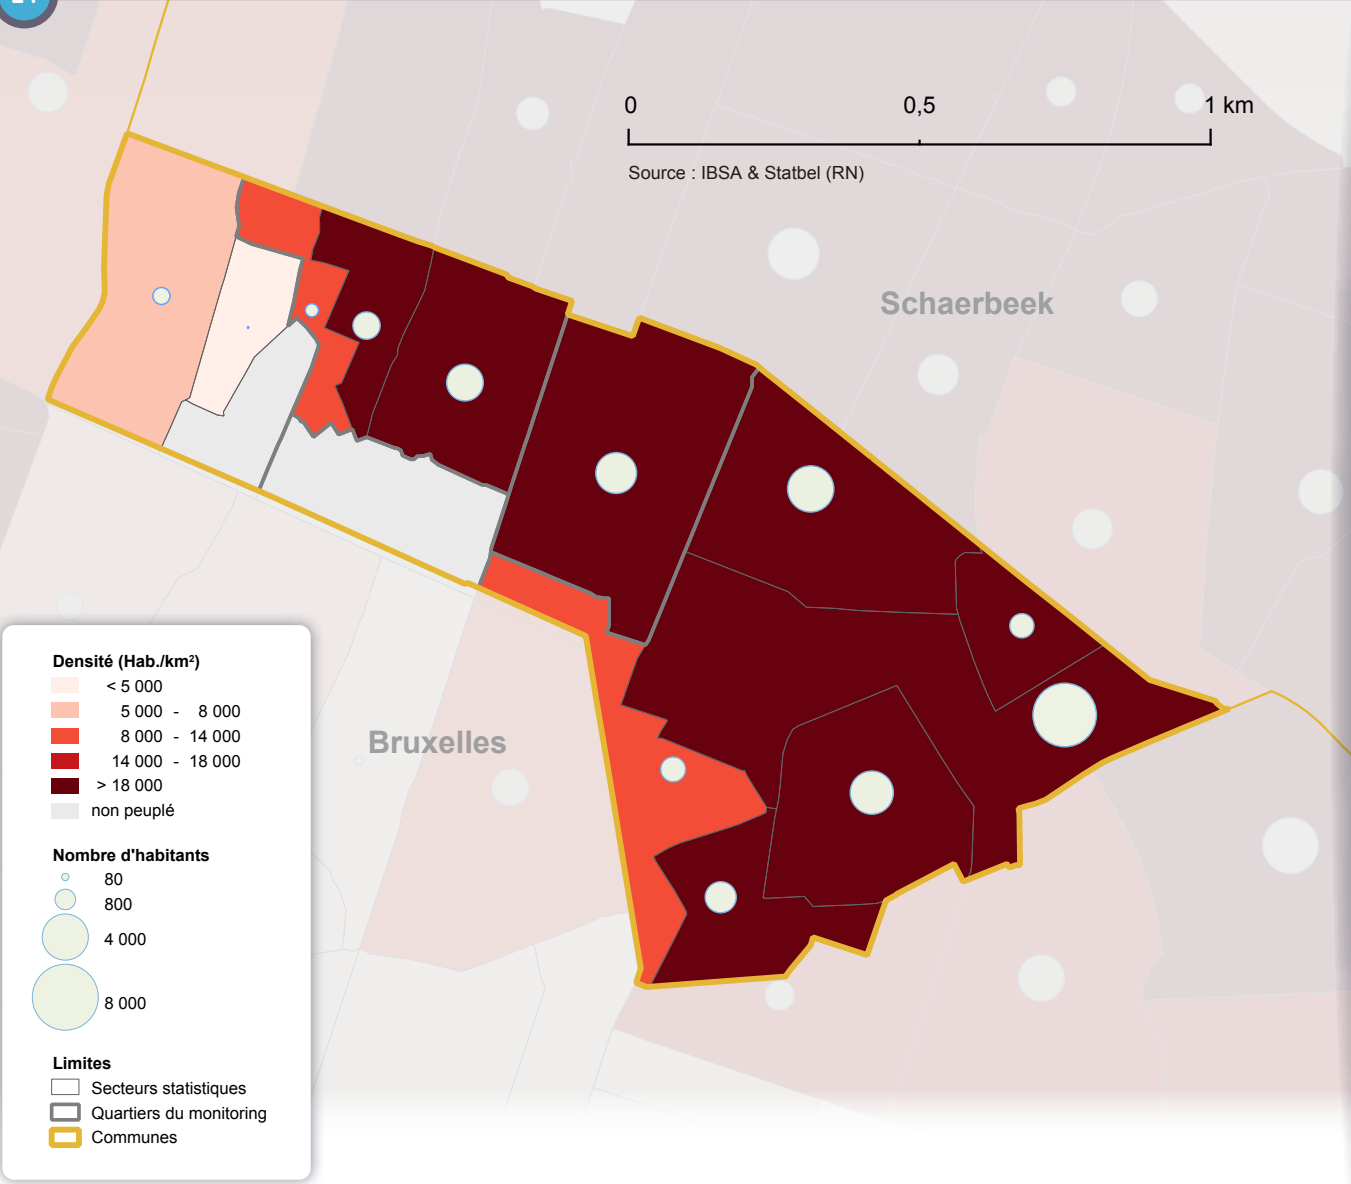 0 0,5 1 km
Source : IBSA & Statbel (RN)
Schaerbeek
Bruxelles
Densité (Hab./km²)
< 5 000
5 000 - 8 000
8 000 - 14 000
14 000 - 18 000
> 18 000
non peuplé
Nombre d'habitants
80
800
4 000
8 000
Limites
Secteurs statistiques
Quartiers du monitoring
Communes